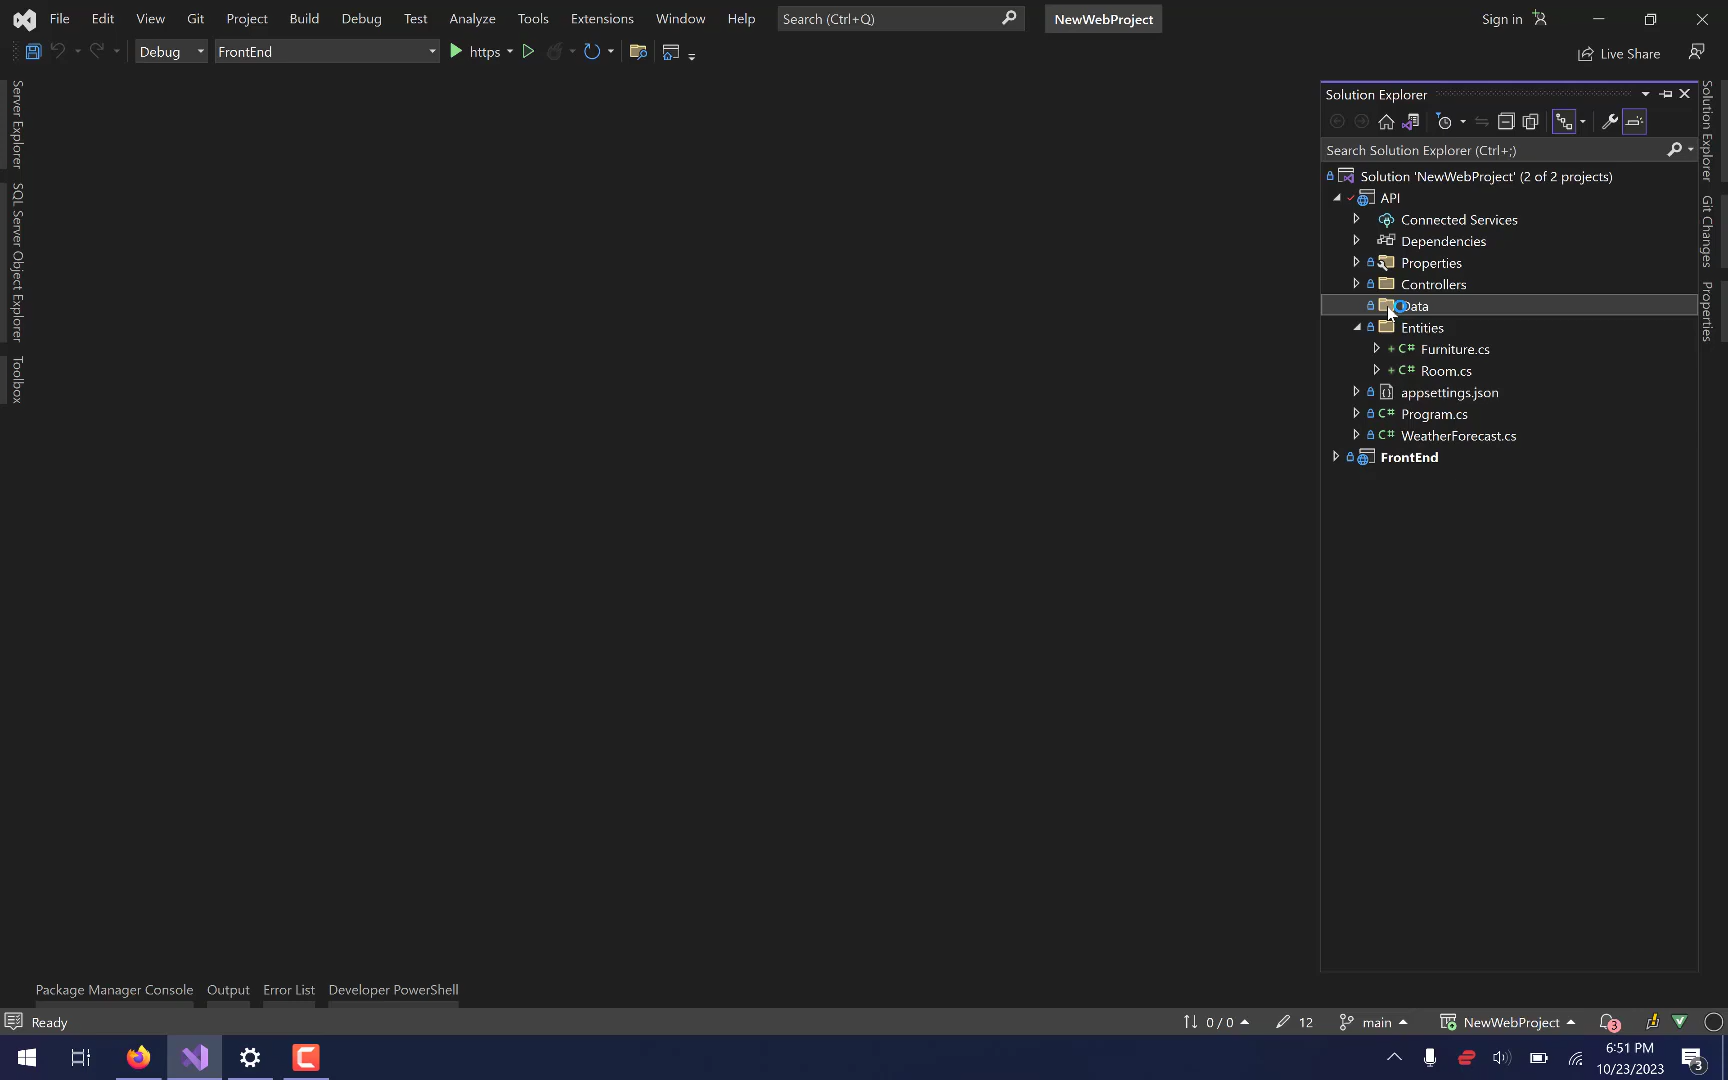 File Edit View Git Project Build Debug Test Analyze Tools Extensions Window Help Search (Ctrl+Q) NewWebProject Sign in
Debug FrontEnd https Live Share
Server Explorer
SQL Server Object Explorer
Toolbox
Solution Explorer
Search Solution Explorer (Ctrl+;)
Solution 'NewWebProject' (2 of 2 projects)
API
Connected Services
Dependencies
Properties
Controllers
Data
Entities
C# Furniture.cs
C# Room.cs
appsettings.json
C# Program.cs
C# WeatherForecast.cs
FrontEnd
Solution Explorer
Git Changes
Properties
Package Manager Console Output Error List Developer PowerShell
Ready 0 / 0 12 main NewWebProject 3
6:51 PM
10/23/2023 3